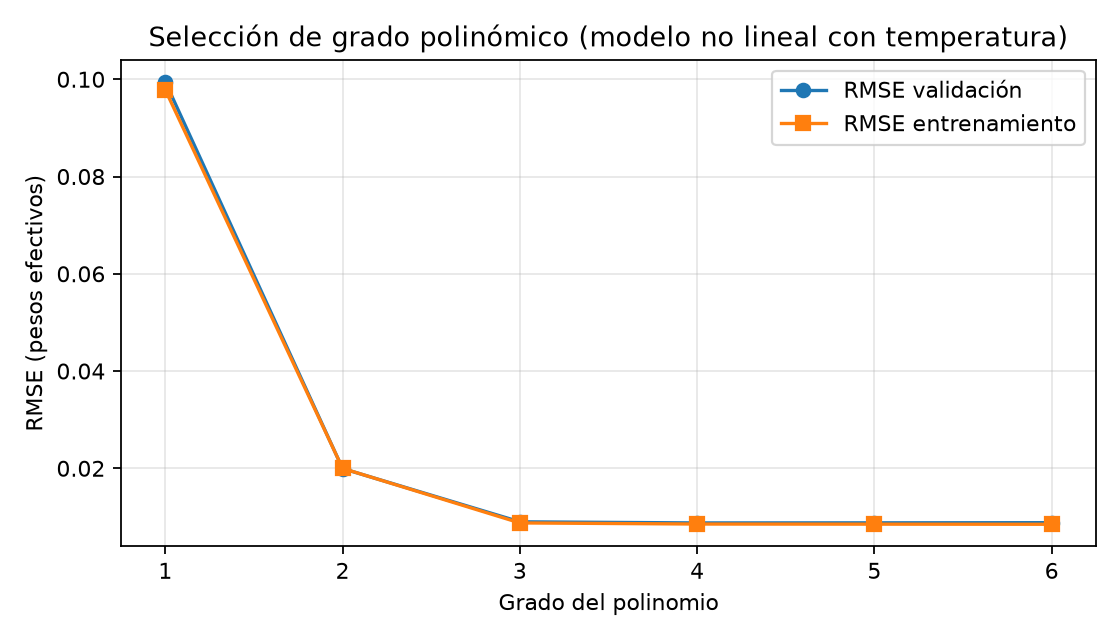 Selección de grado polinómico (modelo no lineal con temperatura)
RMSE validación
RMSE entrenamiento
RMSE (pesos efectivos)
0.10
0.08
0.06
0.04
0.02
1 2 3 4 5 6
Grado del polinomio